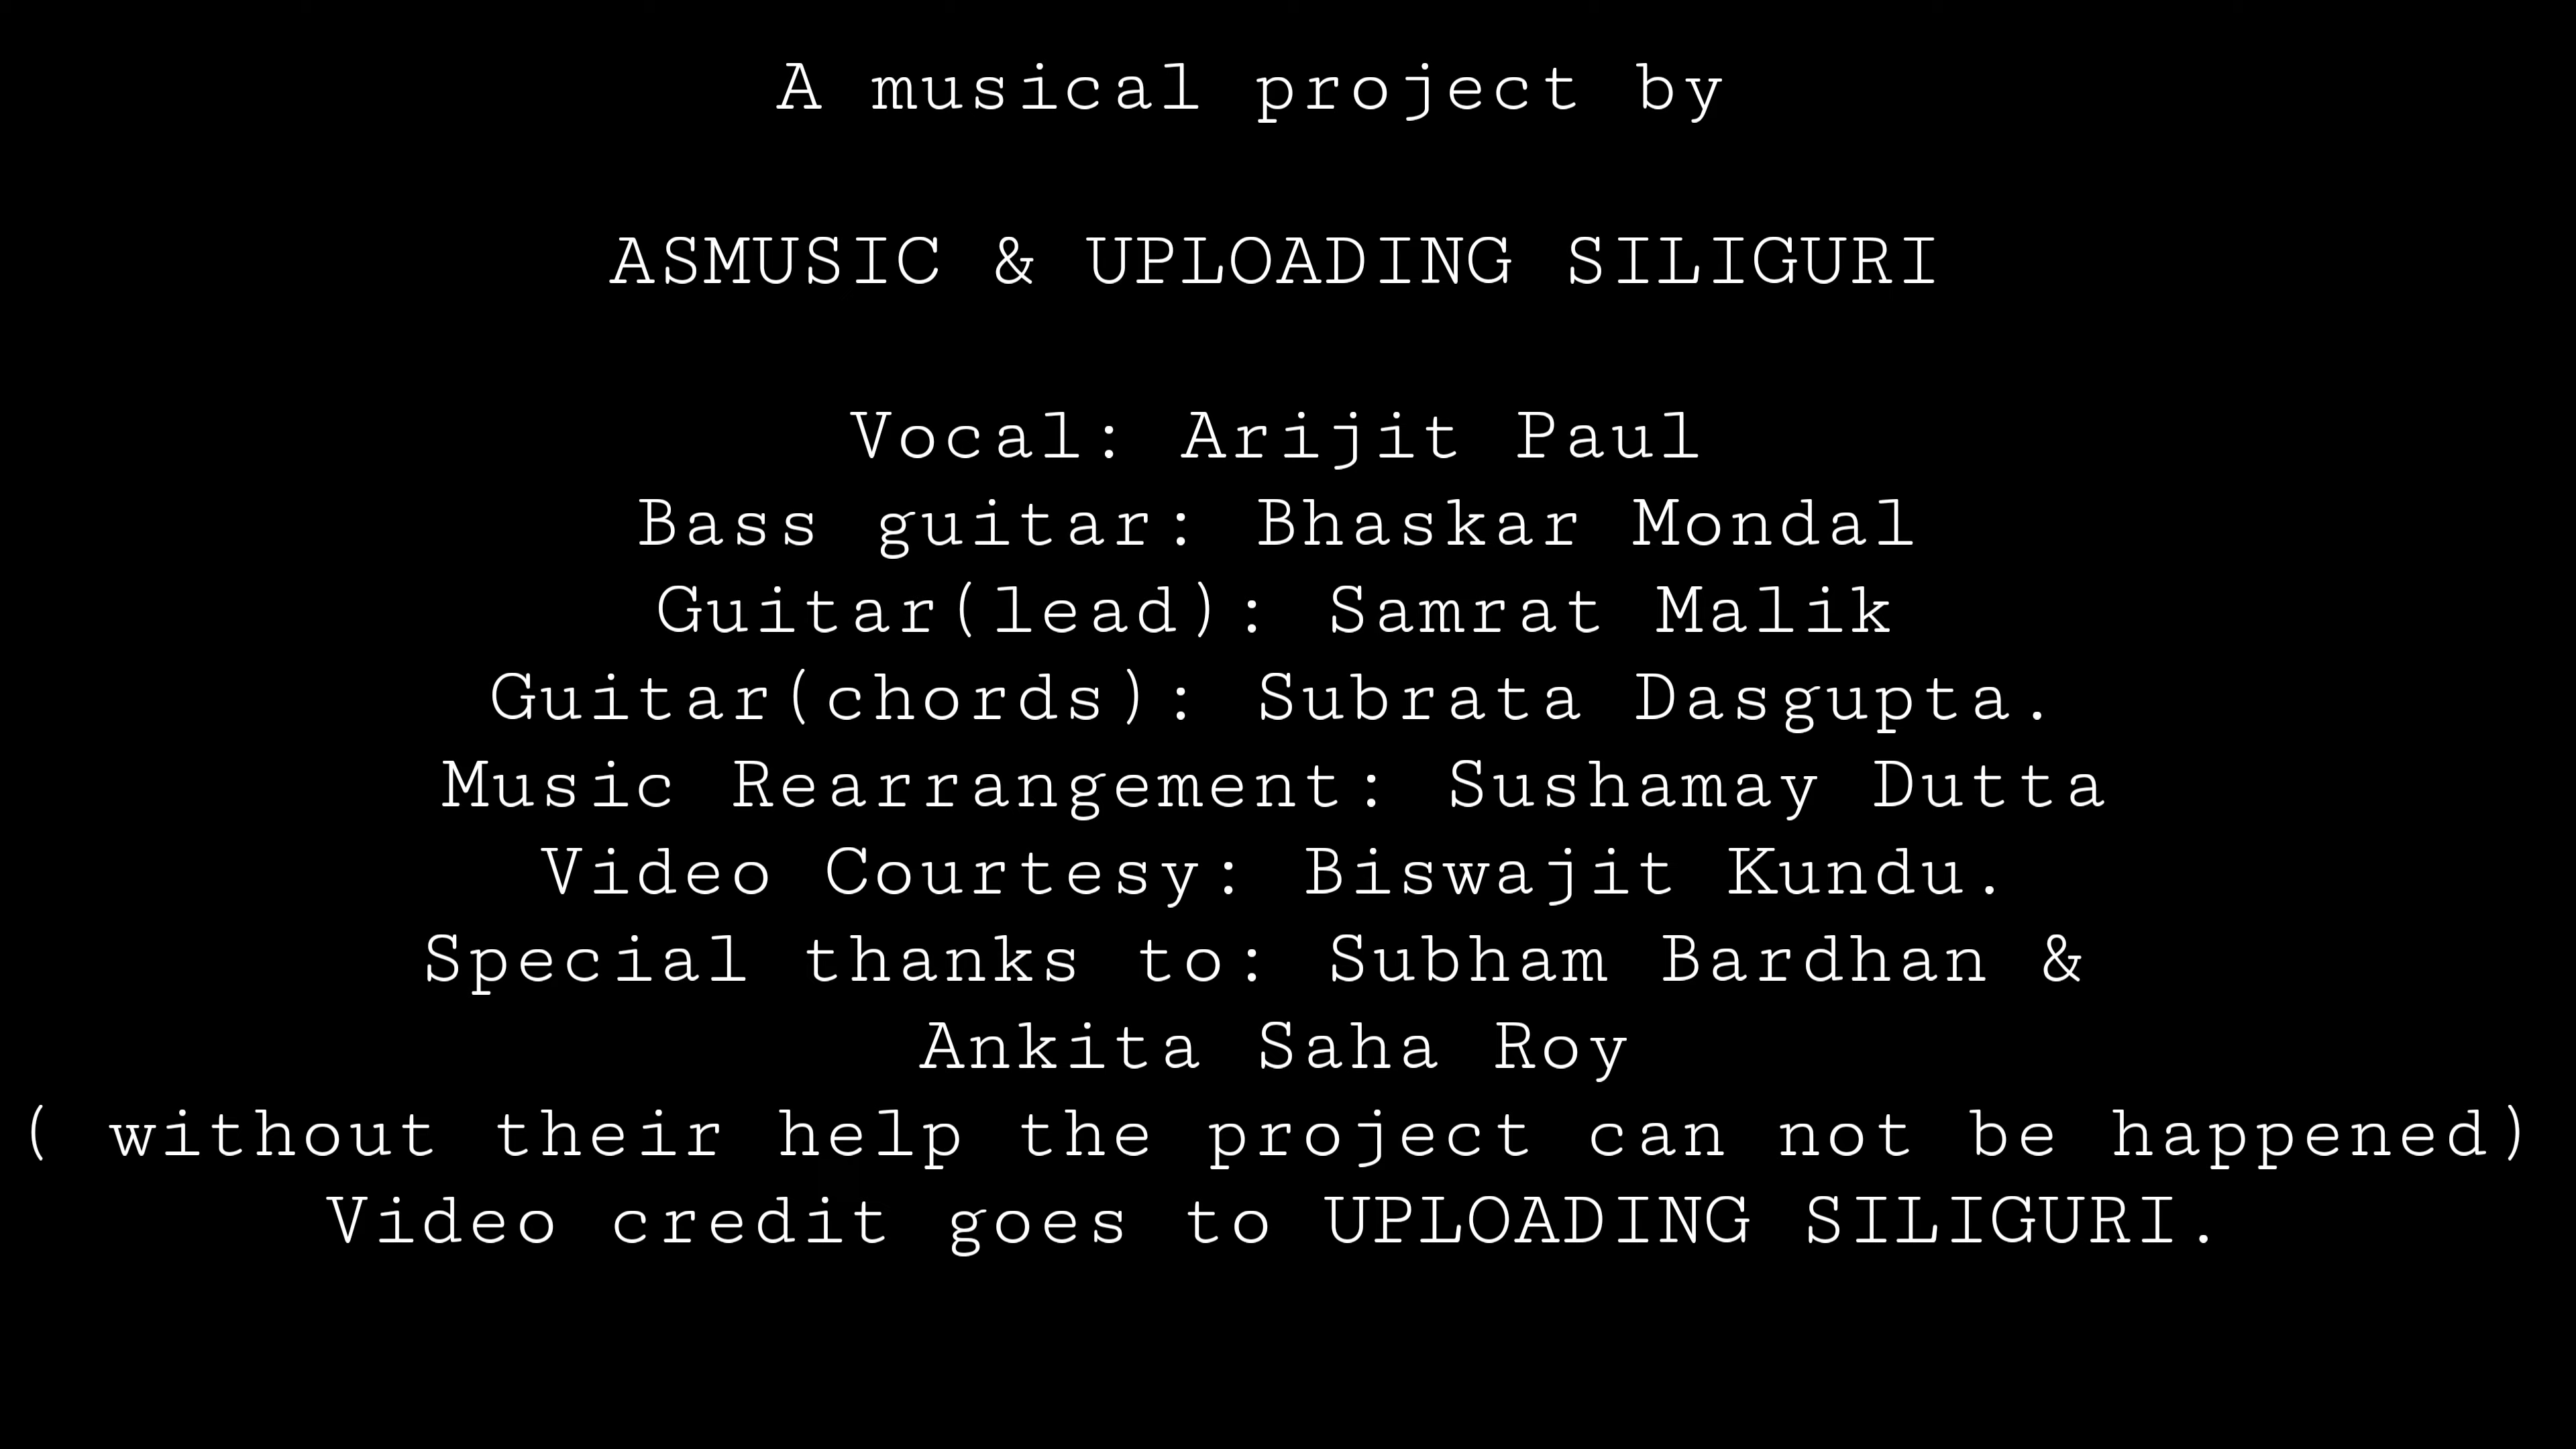 A musical project by
ASMUSIC & UPLOADING SILIGURI
Vocal: Arijit Paul
Bass guitar: Bhaskar Mondal
Guitar(lead): Samrat Malik
Guitar(chords): Subrata Dasgupta.
Music Rearrangement: Sushamay Dutta
Video Courtesy: Biswajit Kundu.
Special thanks to: Subham Bardhan &
Ankita Saha Roy
( without their help the project can not be happened)
Video credit goes to UPLOADING SILIGURI.